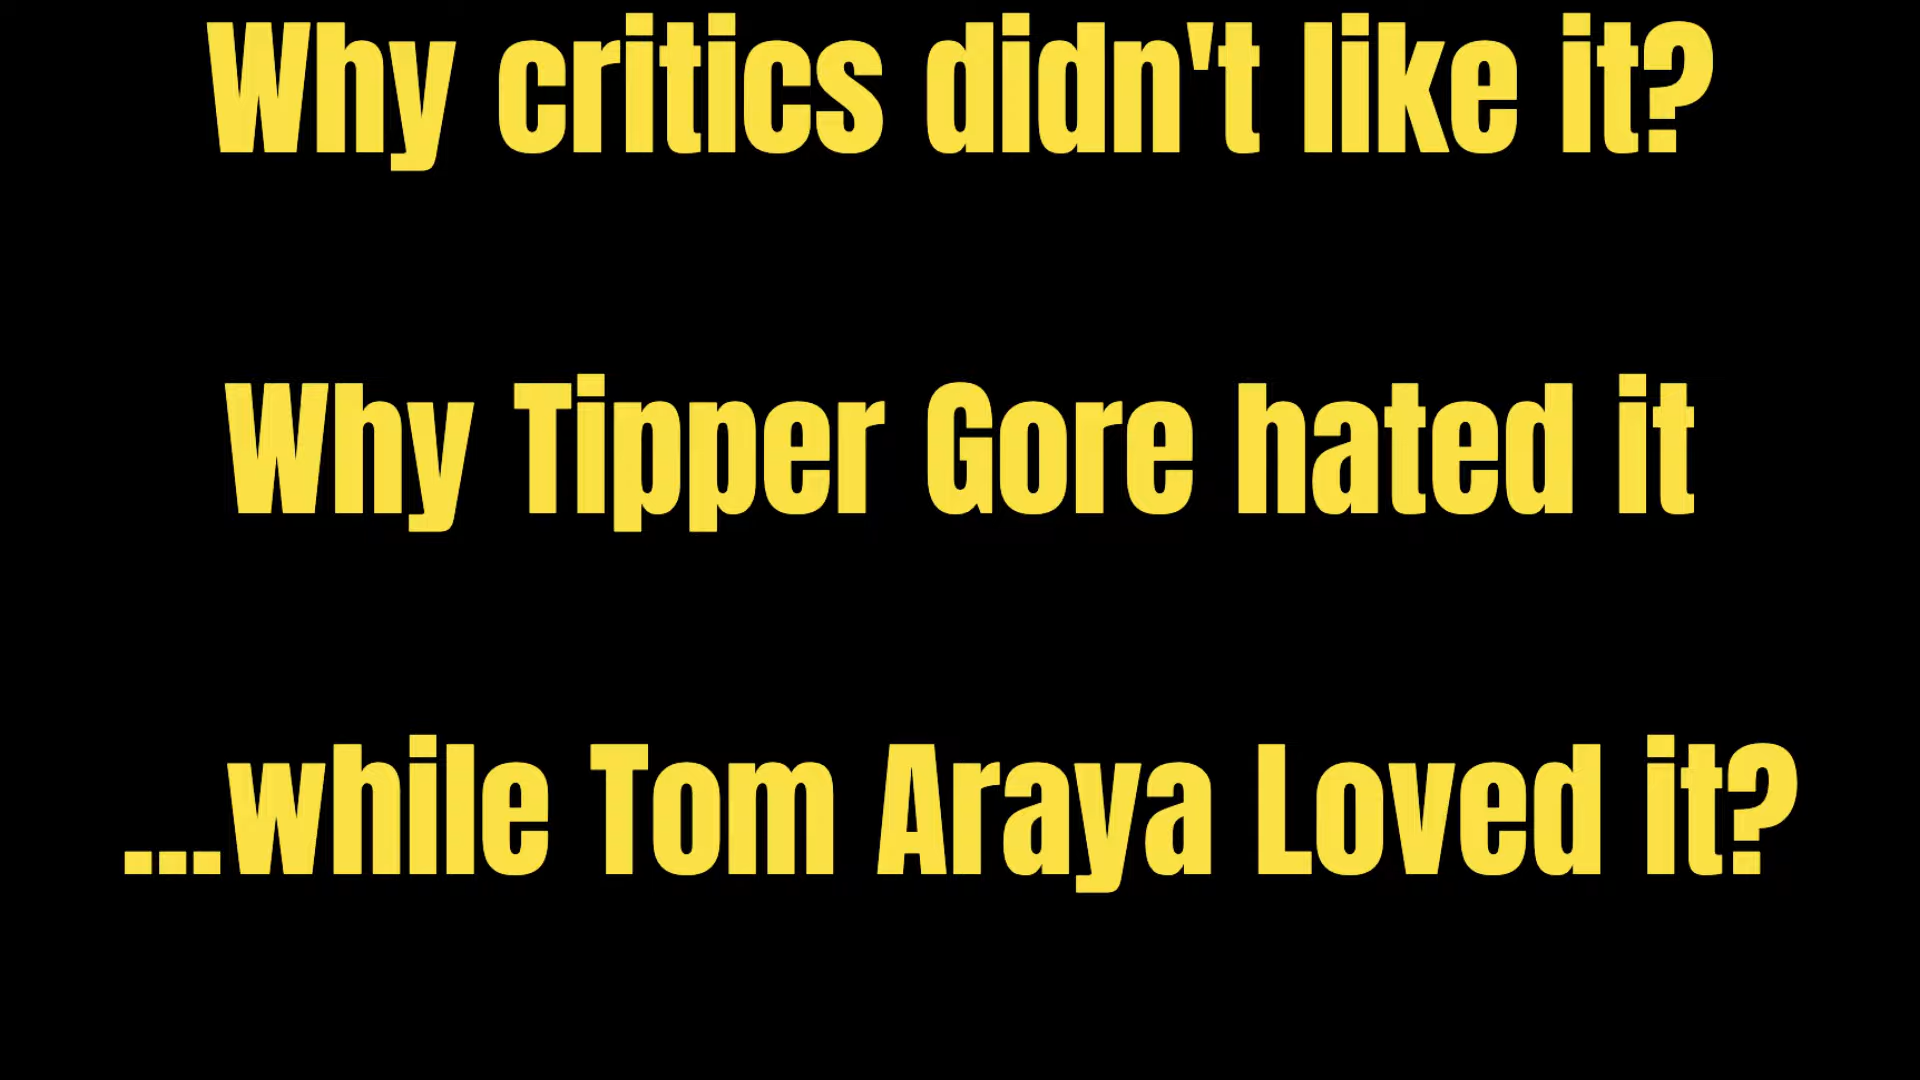 Why critics didn't like it?
Why Tipper Gore hated it
...while Tom Araya Loved it?